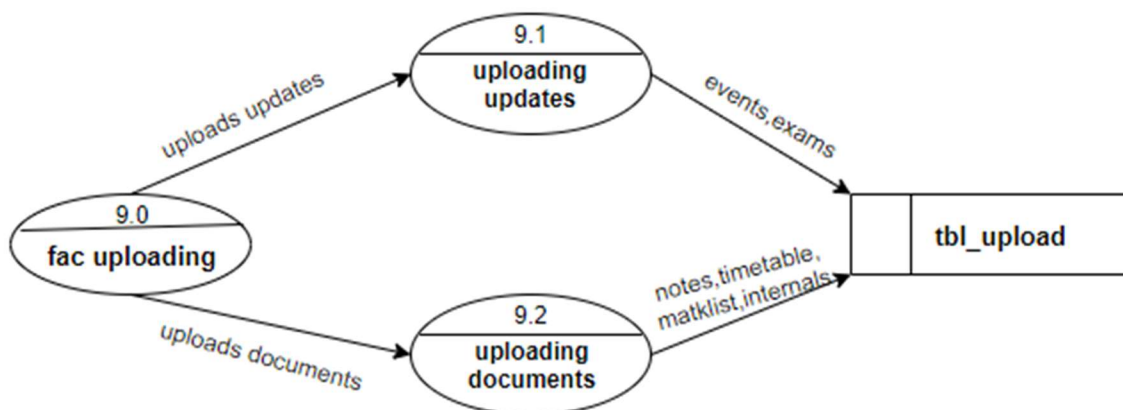 9.1
uploading
updates
uploads updates
events,exams
9.0
fac uploading
tbl_upload
notes,timetable,
matklist,internals
uploads documents
9.2
uploading
documents